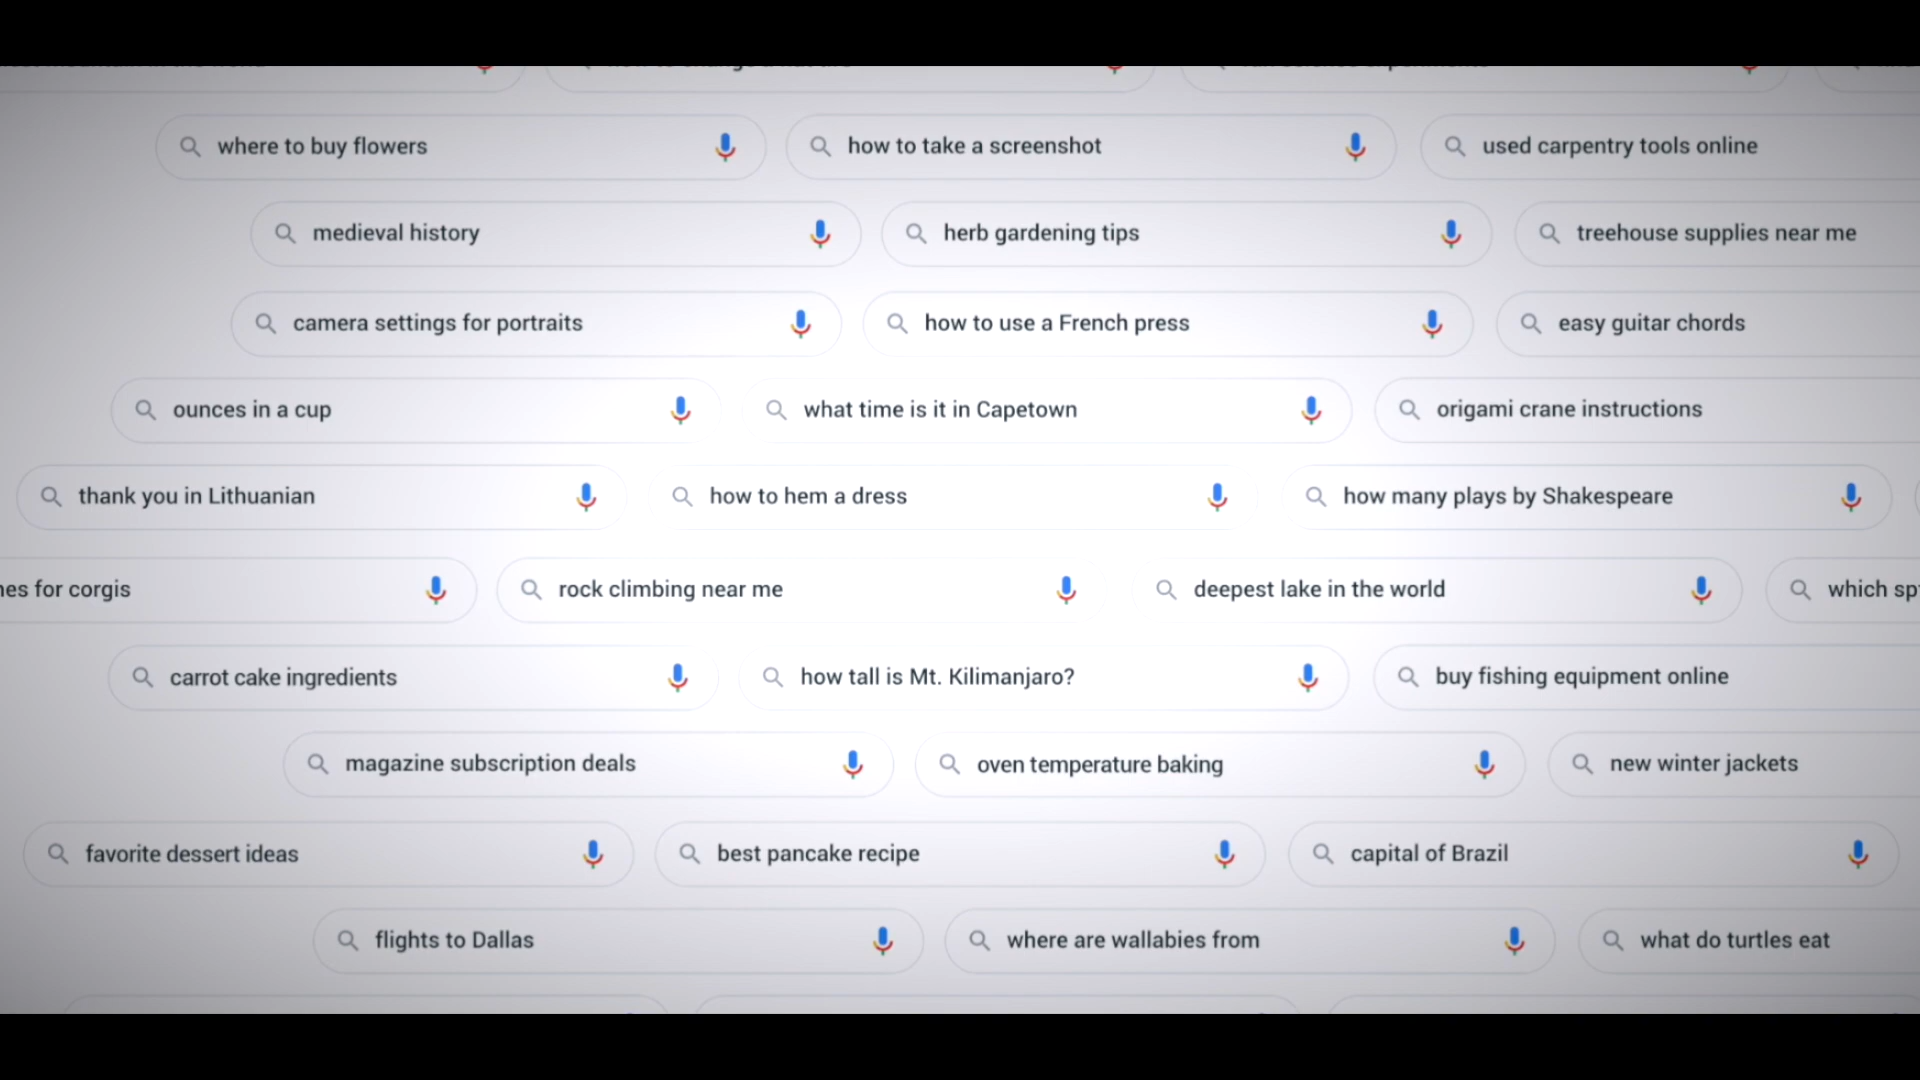 where to buy flowers
how to take a screenshot
used carpentry tools online
medieval history
herb gardening tips
treehouse supplies near me
camera settings for portraits
how to use a French press
easy guitar chords
ounces in a cup
what time is it in Capetown
origami crane instructions
thank you in Lithuanian
how to hem a dress
how many plays by Shakespeare
for corgis
rock climbing near me
deepest lake in the world
which
carrot cake ingredients
how tall is Mt. Kilimanjaro?
buy fishing equipment online
magazine subscription deals
oven temperature baking
new winter jackets
favorite dessert ideas
best pancake recipe
capital of Brazil
flights to Dallas
where are wallabies from
what do turtles eat